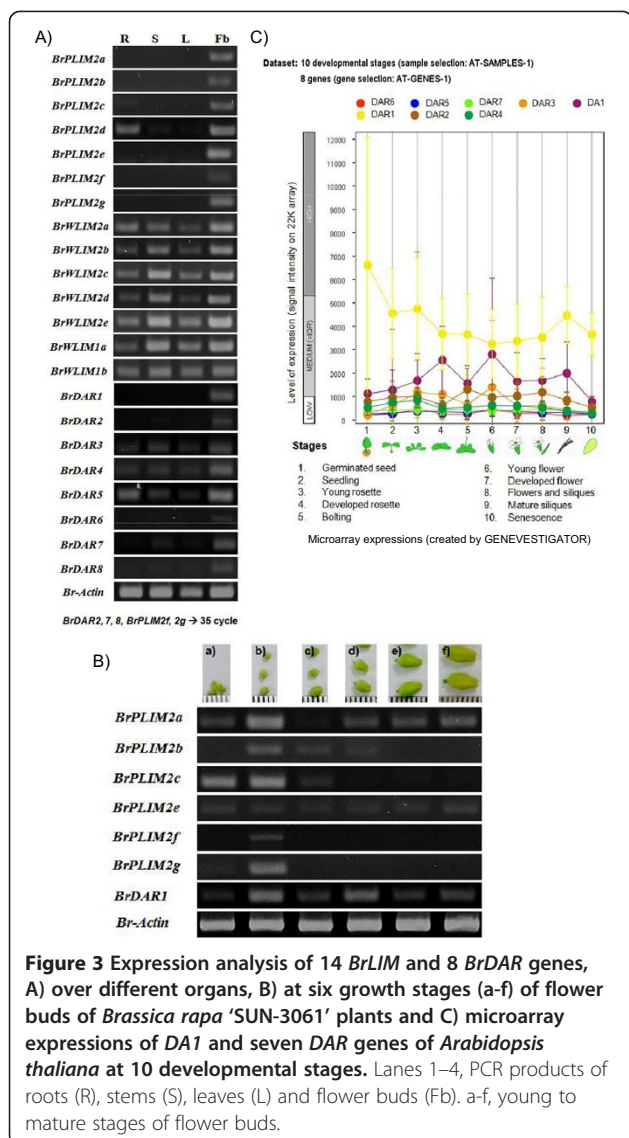 A)
R S L Fb
BrPLIM2a
BrPLIM2b
BrPLIM2c
BrPLIM2d
BrPLIM2e
BrPLIM2f
BrPLIM2g
BrWLIM2a
BrWLIM2b
BrWLIM2c
BrWLIM2d
BrWLIM2e
BrWLIM1a
BrWLIM1b
BrDAR1
BrDAR2
BrDAR3
BrDAR4
BrDAR5
BrDAR6
BrDAR7
BrDAR8
Br-Actin
BrDAR2, 7, 8, BrPLIM2f, 2g → 35 cycle
C)
Dataset: 10 developmental stages (sample selection: AT-SAMPLES-1)
8 genes (gene selection: AT-GENES-1)
DAR6 DAR5 DAR7 DAR3 DA1
DAR1 DAR2 DAR4
Level of expression (signal intensity on 22K array)
HIGH
MEDIUM (=IQR)
LOW
12000
11000
10000
9000
8000
7000
6000
5000
4000
3000
2000
1000
0
1 2 3 4 5 6 7 8 9 10
Stages
1. Germinated seed
2. Seedling
3. Young rosette
4. Developed rosette
5. Bolting
6. Young flower
7. Developed flower
8. Flowers and siliques
9. Mature siliques
10. Senescence
Microarray expressions (created by GENEVESTIGATOR)
B)
a) b) c) d) e) f)
BrPLIM2a
BrPLIM2b
BrPLIM2c
BrPLIM2e
BrPLIM2f
BrPLIM2g
BrDAR1
Br-Actin
Figure 3 Expression analysis of 14 BrLIM and 8 BrDAR genes,
A) over different organs, B) at six growth stages (a-f) of flower
buds of Brassica rapa ‘SUN-3061’ plants and C) microarray
expressions of DA1 and seven DAR genes of Arabidopsis
thaliana at 10 developmental stages. Lanes 1–4, PCR products of
roots (R), stems (S), leaves (L) and flower buds (Fb). a-f, young to
mature stages of flower buds.